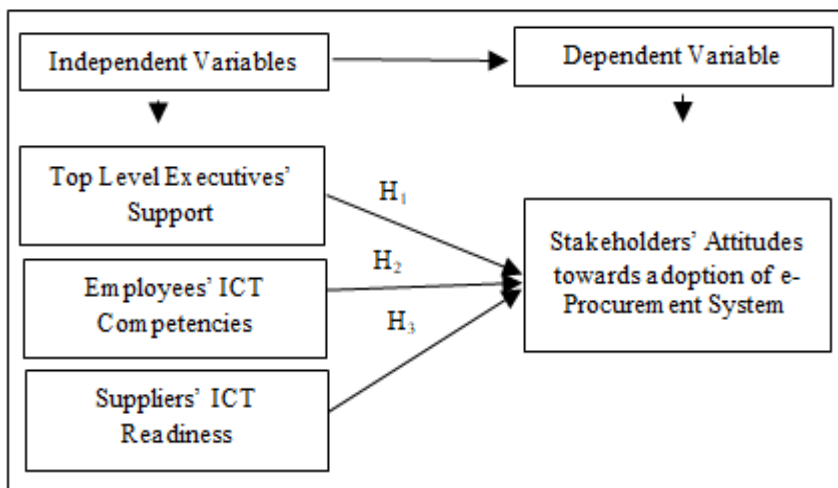 Independent Variables
Dependent Variable
Top Level Executives’
Support
H₁
Employees’ ICT
Competencies
H₂
Suppliers’ ICT
Readiness
H₃
Stakeholders’ Attitudes
towards adoption of e-
Procurement System